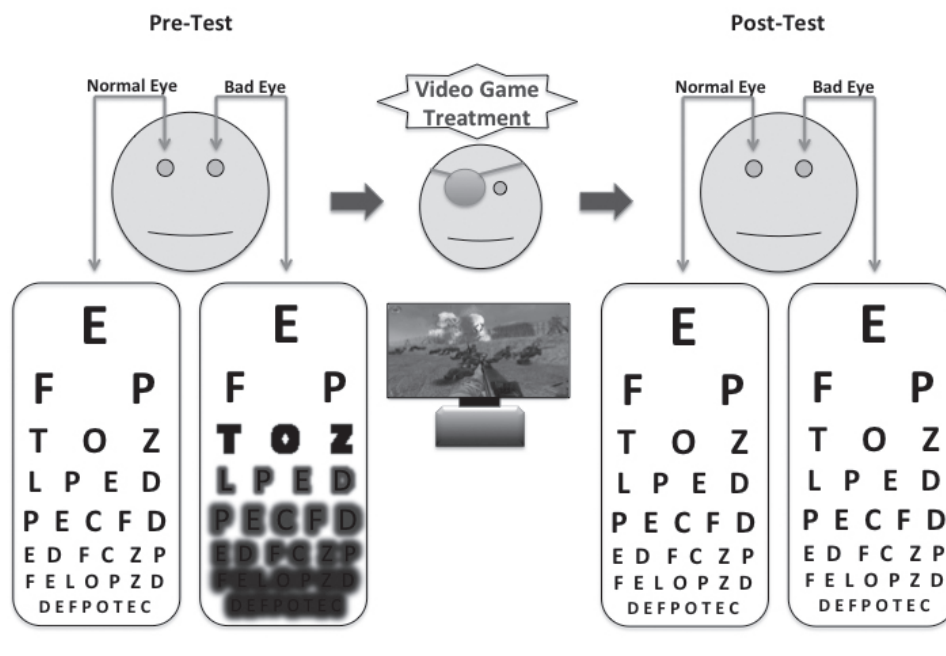 Pre-Test
Post-Test
Normal Eye
Bad Eye
Video Game
Treatment
Normal Eye
Bad Eye
E
F P
T O Z
L P E D
P E C F D
E D F C Z P
F E L O P Z D
D E F P O T E C
E
F P
T O Z
L P E D
P E C F D
E D F C Z P
F E L O P Z D
D E F P O T E C
E
F P
T O Z
L P E D
P E C F D
E D F C Z P
F E L O P Z D
D E F P O T E C
E
F P
T O Z
L P E D
P E C F D
E D F C Z P
F E L O P Z D
D E F P O T E C